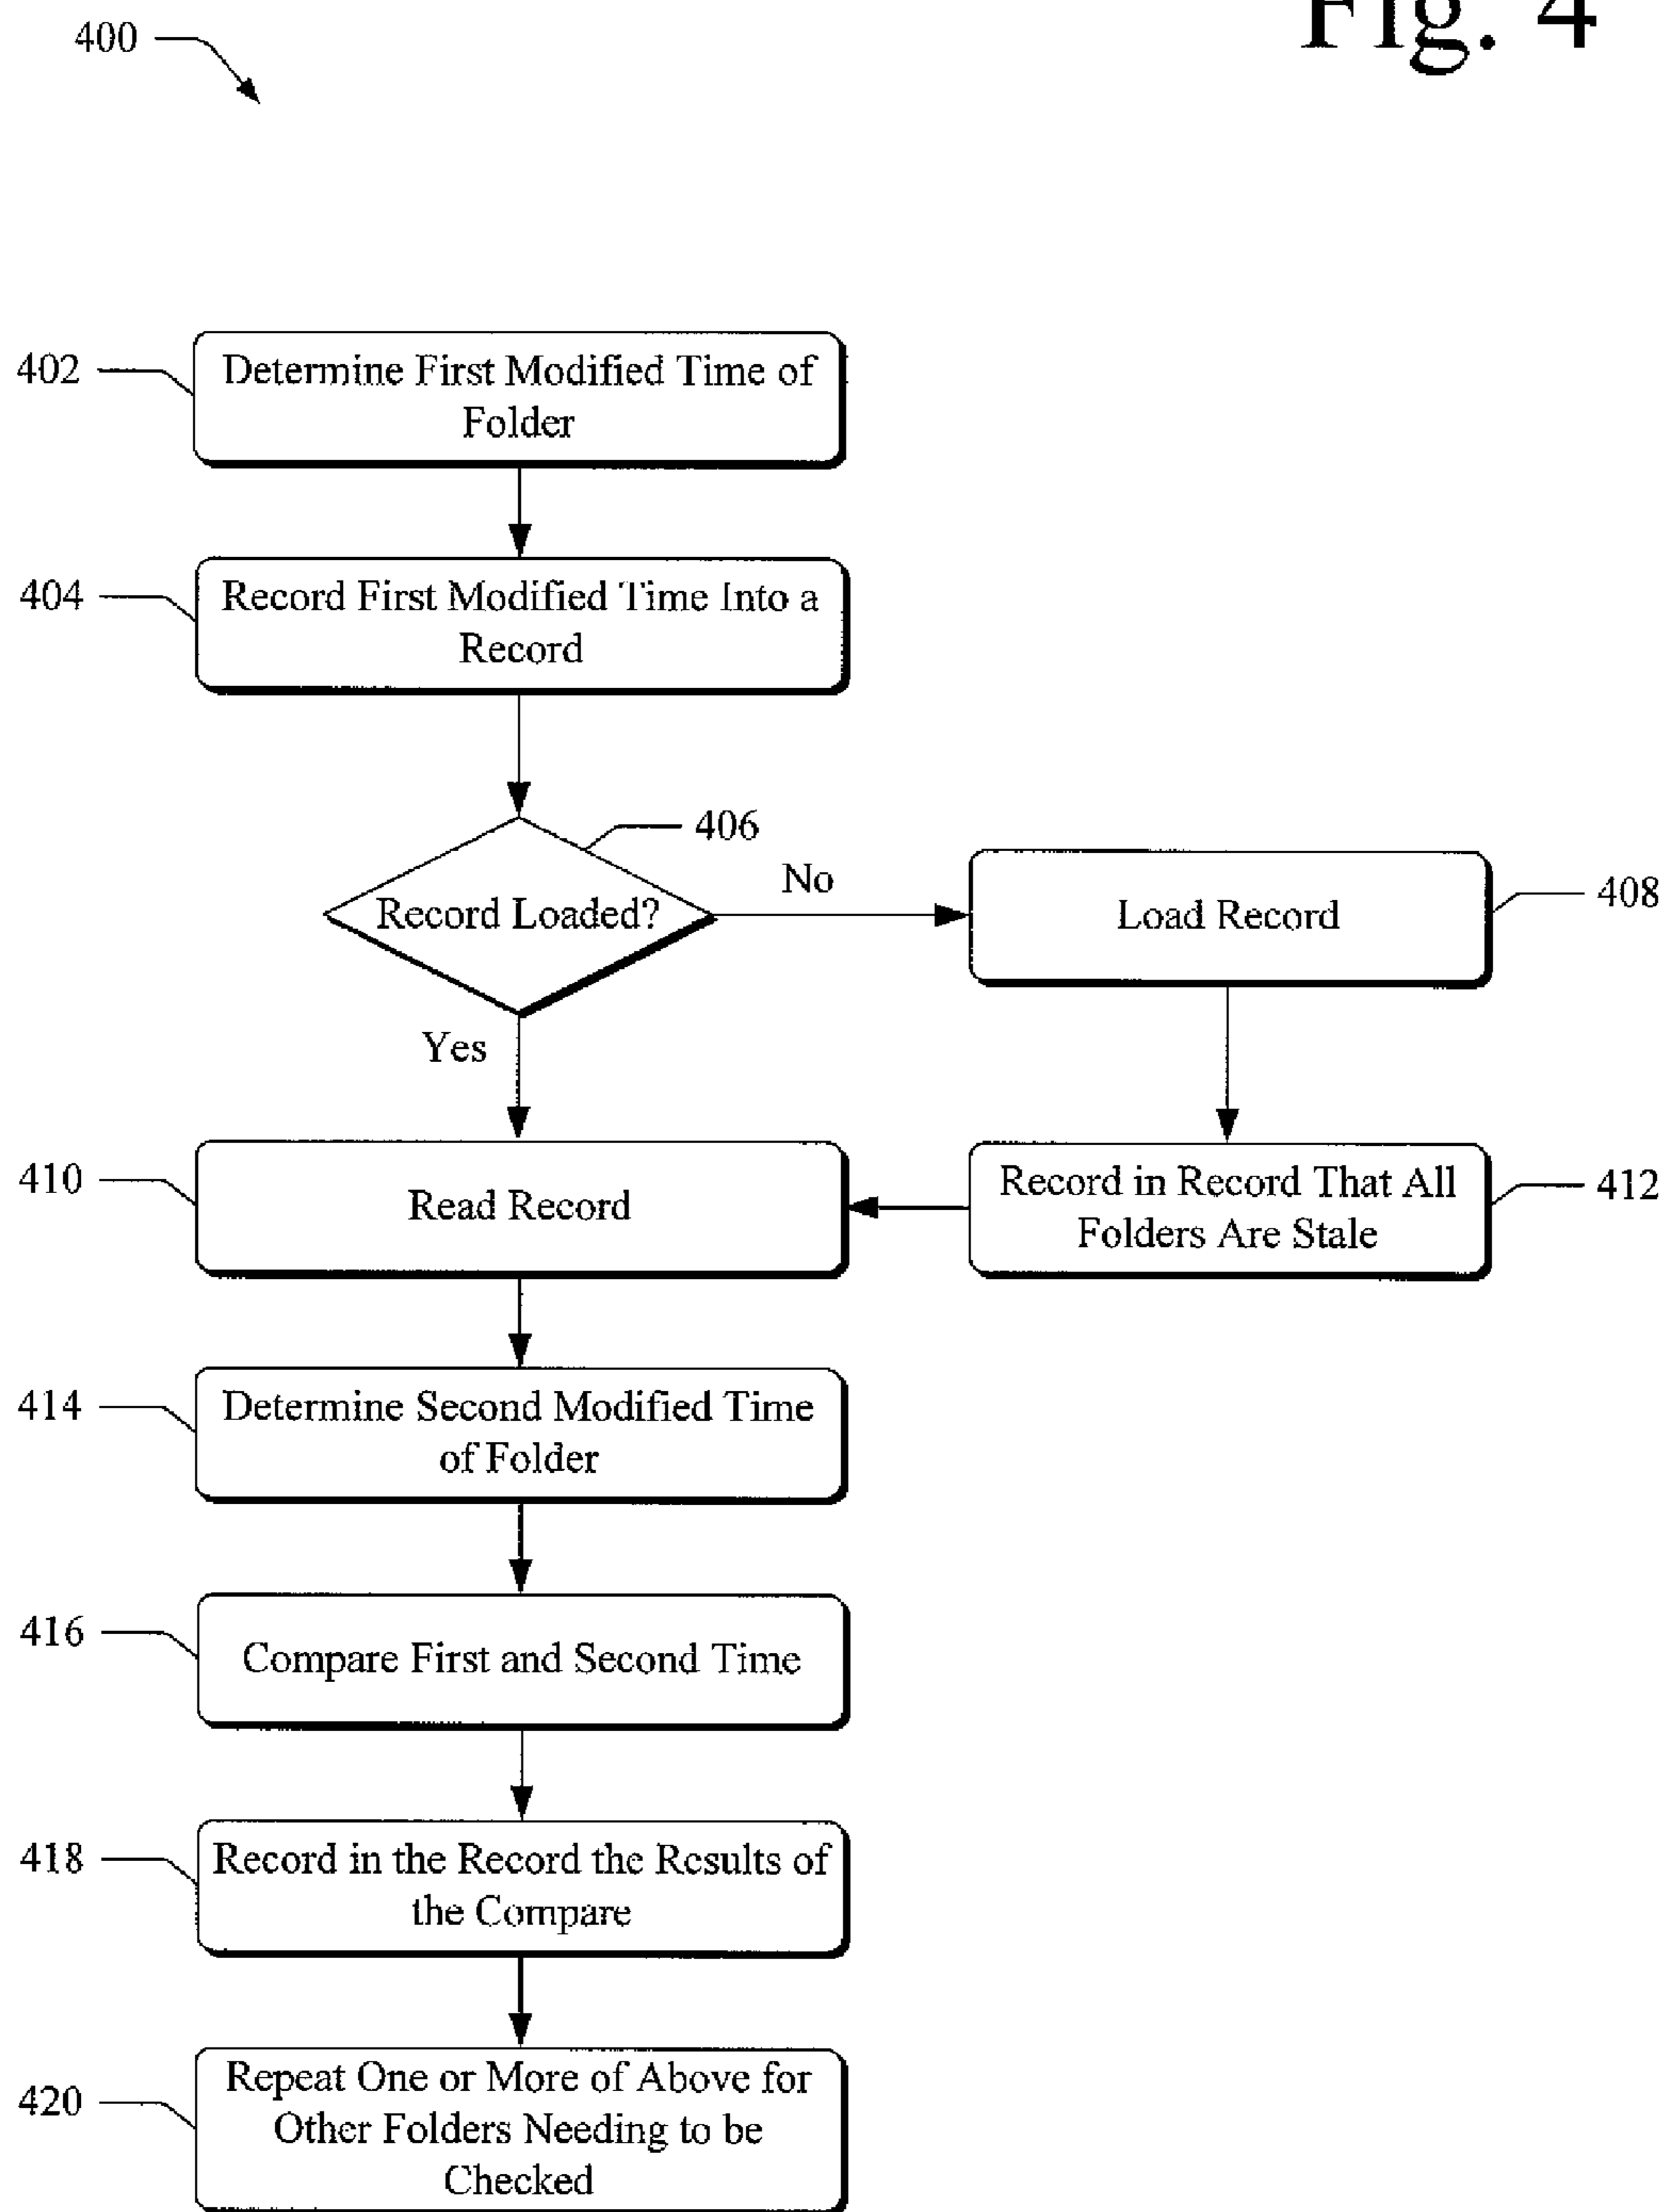 Fig. 4
400
402
Determine First Modified Time of
Folder
404
Record First Modified Time Into a
Record
406
Record Loaded?
No
Load Record
408
Yes
410
Read Record
Record in Record That All
Folders Are Stale
412
414
Determine Second Modified Time
of Folder
416
Compare First and Second Time
418
Record in the Record the Results of
the Compare
420
Repeat One or More of Above for
Other Folders Needing to be
Checked